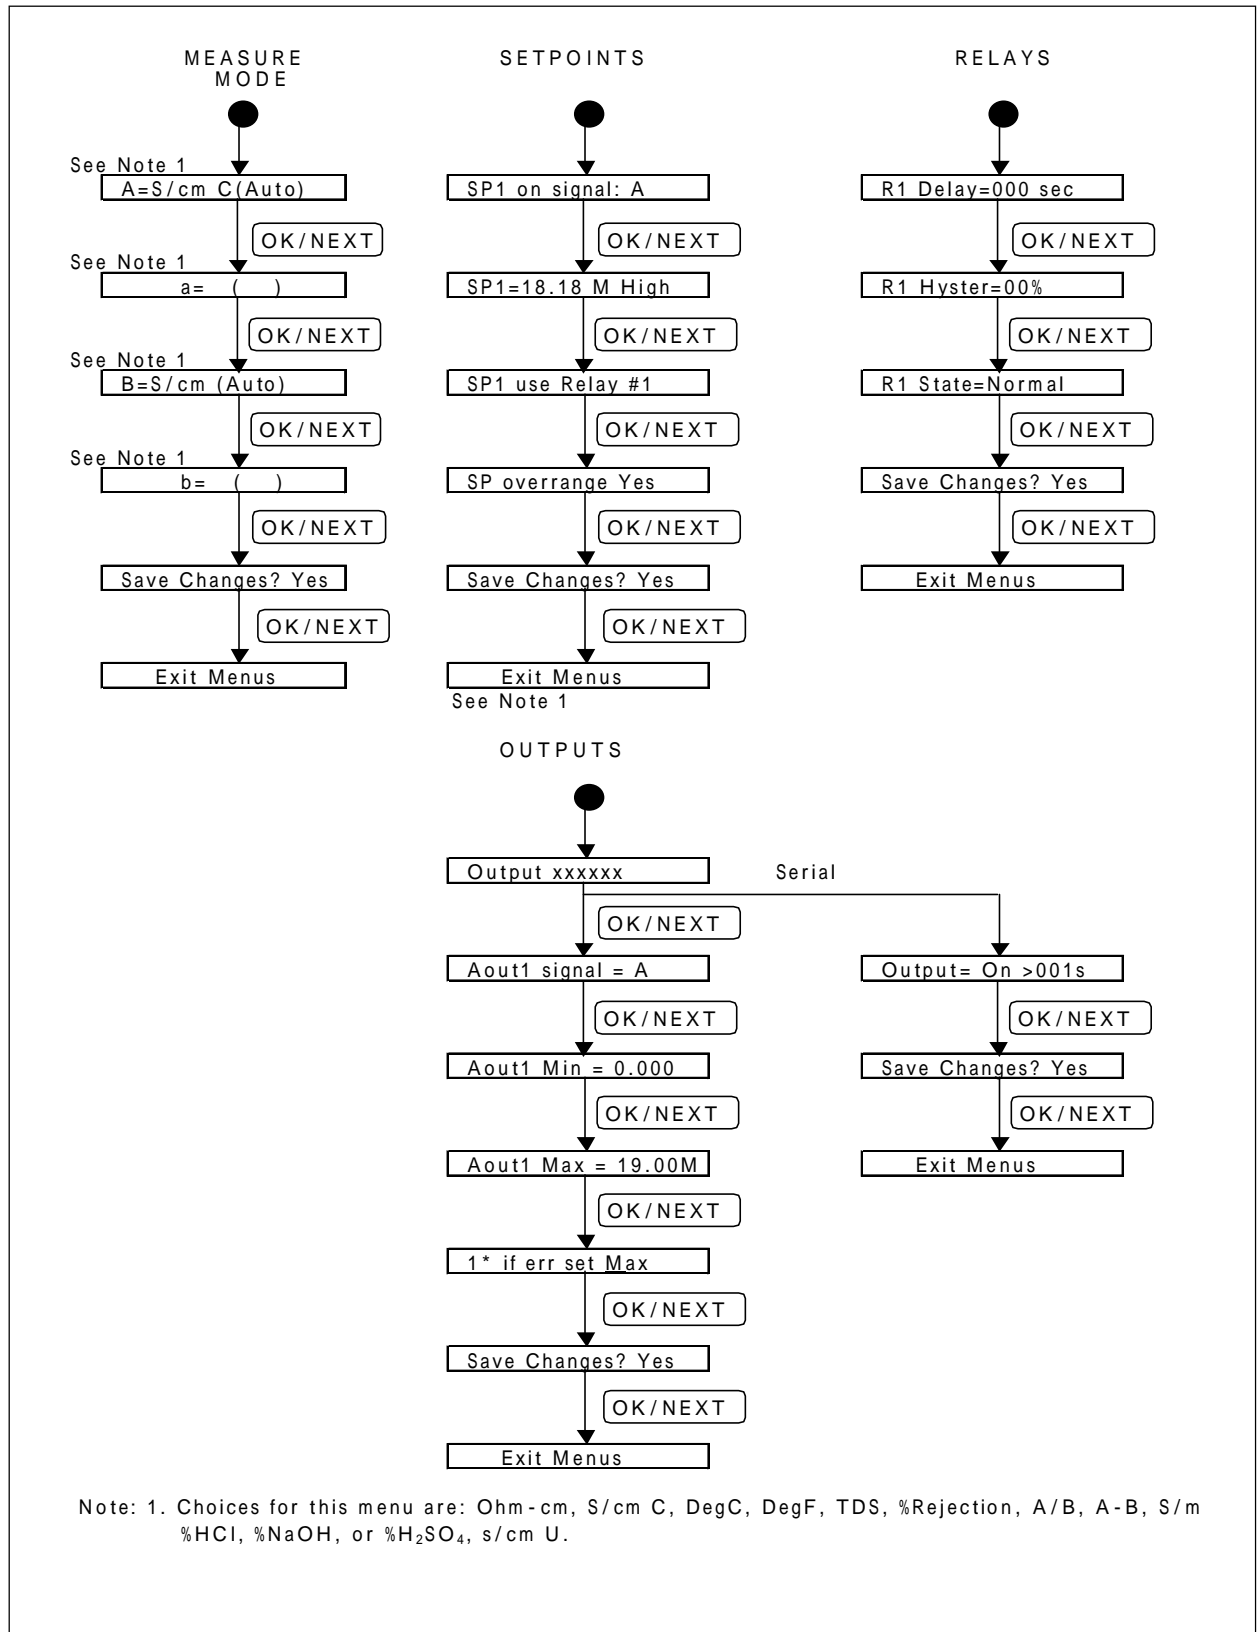 MEASURE
MODE
See Note 1
A=S/cm C(Auto)
OK/NEXT
See Note 1
a= ( )
OK/NEXT
See Note 1
B=S/cm (Auto)
OK/NEXT
See Note 1
b= ( )
OK/NEXT
Save Changes? Yes
OK/NEXT
Exit Menus
SETPOINTS
SP1 on signal: A
OK/NEXT
SP1=18.18 M High
OK/NEXT
SP1 use Relay #1
OK/NEXT
SP overrange Yes
OK/NEXT
Save Changes? Yes
OK/NEXT
Exit Menus
See Note 1
RELAYS
R1 Delay=000 sec
OK/NEXT
R1 Hyster=00%
OK/NEXT
R1 State=Normal
OK/NEXT
Save Changes? Yes
OK/NEXT
Exit Menus
OUTPUTS
Output xxxxxx
OK/NEXT
Aout1 signal = A
OK/NEXT
Aout1 Min = 0.000
OK/NEXT
Aout1 Max = 19.00M
OK/NEXT
1* if err set Max
OK/NEXT
Save Changes? Yes
OK/NEXT
Exit Menus
Serial
Output= On >001s
OK/NEXT
Save Changes? Yes
OK/NEXT
Exit Menus
Note: 1. Choices for this menu are: Ohm-cm, S/cm C, DegC, DegF, TDS, %Rejection, A/B, A-B, S/m
%HCl, %NaOH, or %H₂SO₄, s/cm U.